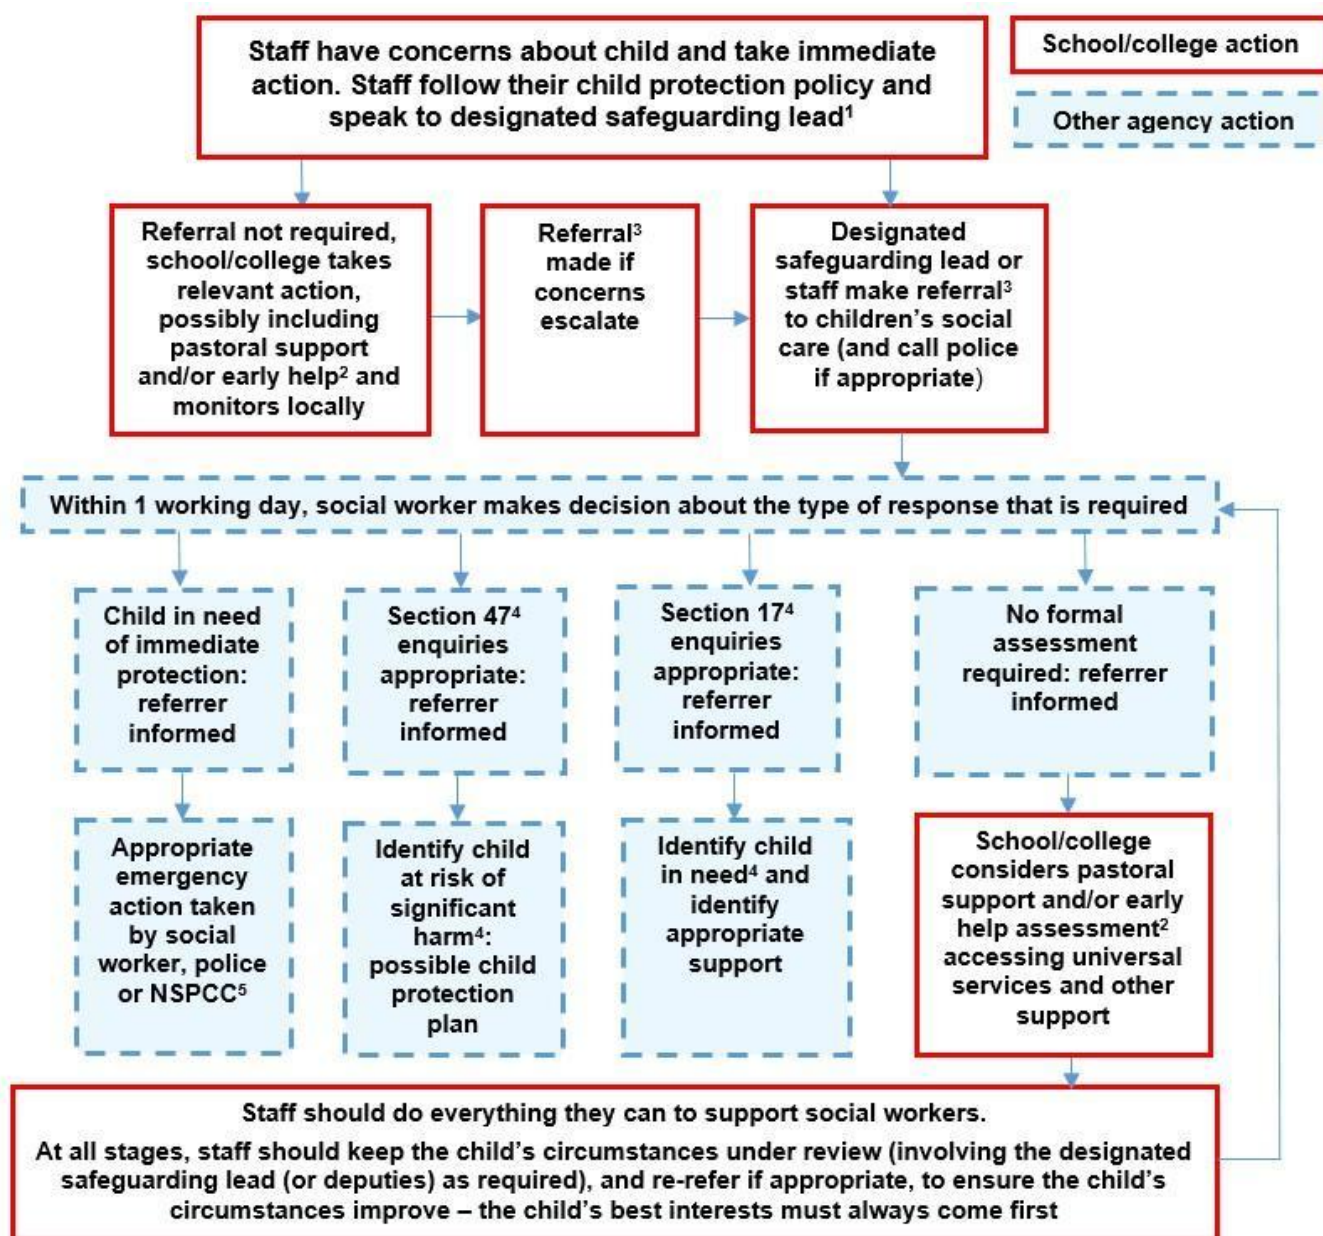 Staff have concerns about child and take immediate
action. Staff follow their child protection policy and
speak to designated safeguarding lead¹
School/college action
Other agency action
Referral not required,
school/college takes
relevant action,
possibly including
pastoral support
and/or early help² and
monitors locally
Referral³
made if
concerns
escalate
Designated
safeguarding lead or
staff make referral³
to children's social
care (and call police
if appropriate)
Within 1 working day, social worker makes decision about the type of response that is required
Child in need
of immediate
protection:
referrer
informed
Section 47⁴
enquiries
appropriate:
referrer
informed
Section 17⁴
enquiries
appropriate:
referrer
informed
No formal
assessment
required: referrer
informed
Appropriate
emergency
action taken
by social
worker, police
or NSPCC⁵
Identify child
at risk of
significant
harm⁴:
possible child
protection
plan
Identify child
in need⁴ and
identify
appropriate
support
School/college
considers pastoral
support and/or early
help assessment²
accessing universal
services and other
support
Staff should do everything they can to support social workers.
At all stages, staff should keep the child's circumstances under review (involving the designated
safeguarding lead (or deputies) as required), and re-refer if appropriate, to ensure the child's
circumstances improve – the child's best interests must always come first